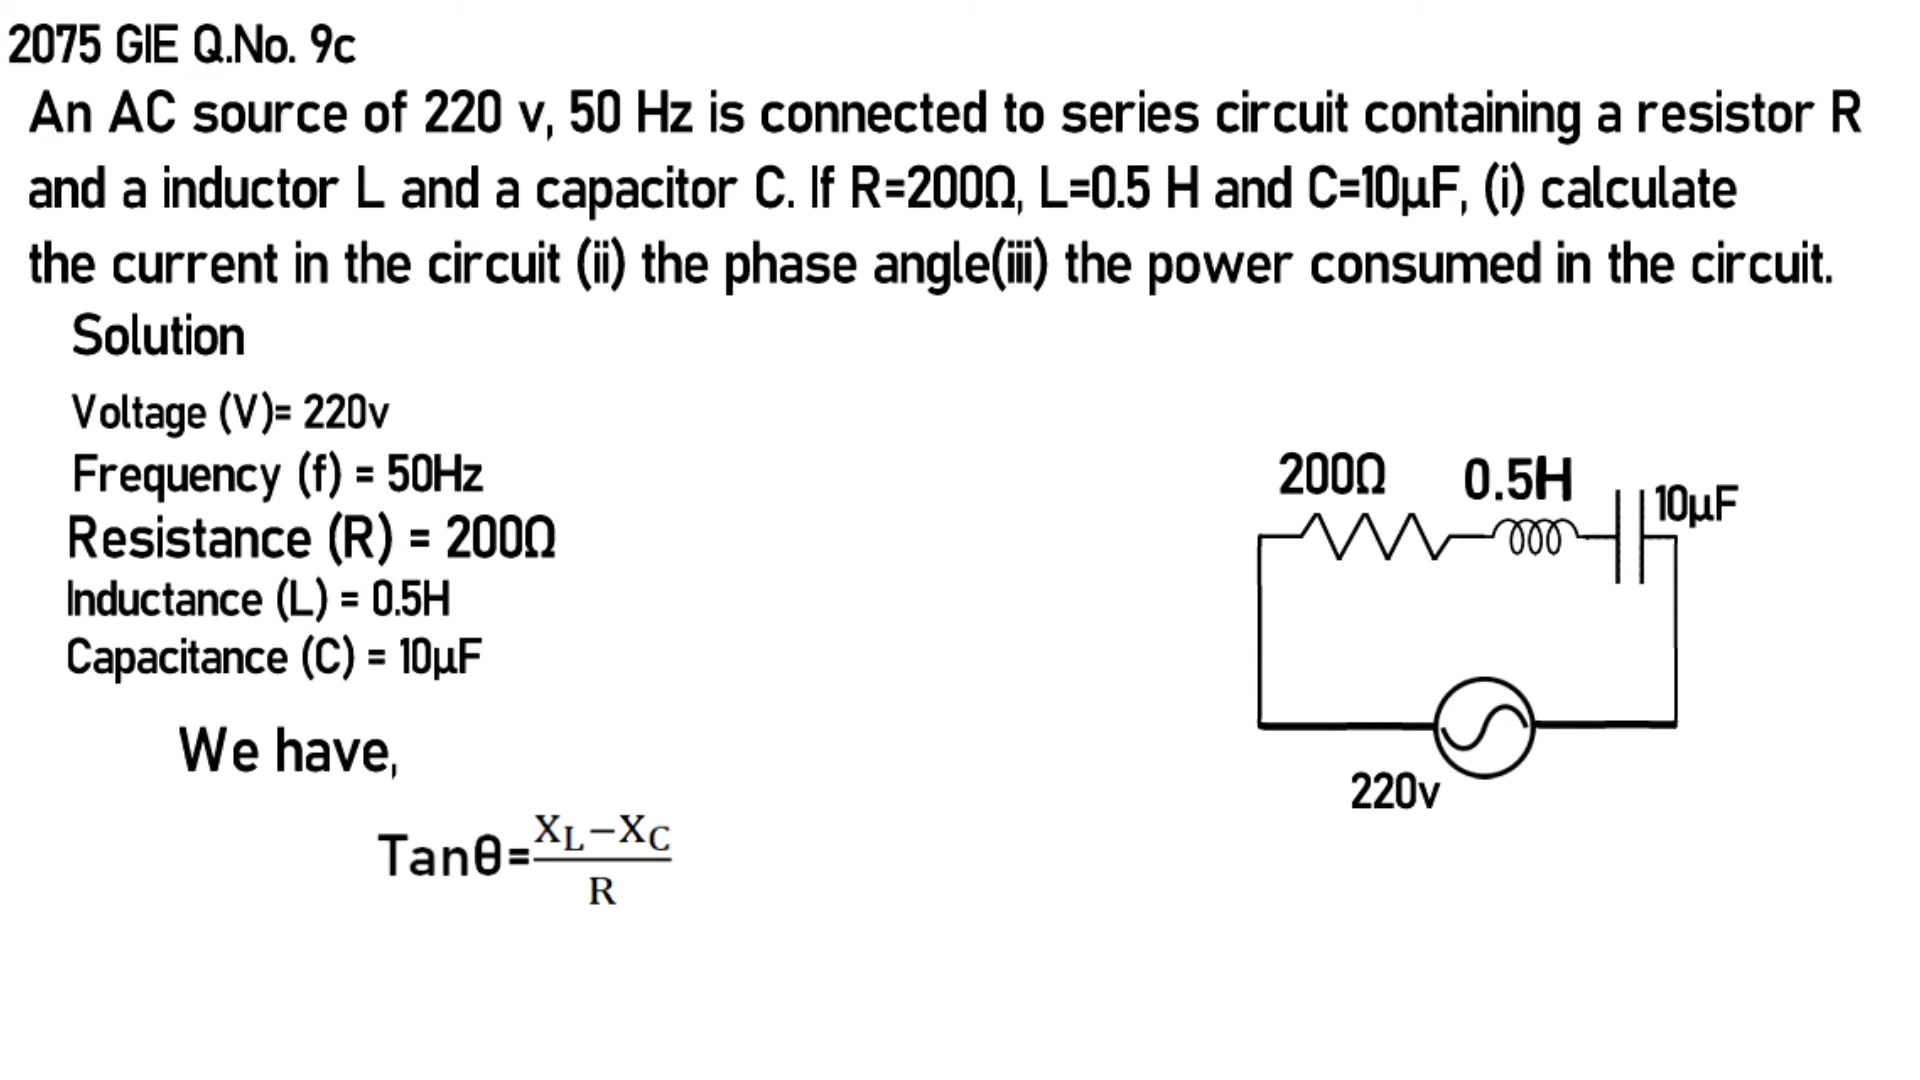 2075 GIE Q.No. 9c
An AC source of 220 v, 50 Hz is connected to series circuit containing a resistor R
and a inductor L and a capacitor C. If R=200Ω, L=0.5 H and C=10μF, (i) calculate
the current in the circuit (ii) the phase angle(iii) the power consumed in the circuit.
Solution
Voltage (V)= 220v
Frequency (f) = 50Hz
Resistance (R) = 200Ω
Inductance (L) = 0.5H
Capacitance (C) = 10μF
We have,
Tanθ=
X_L−X_C
R
200Ω
0.5H
10μF
220v